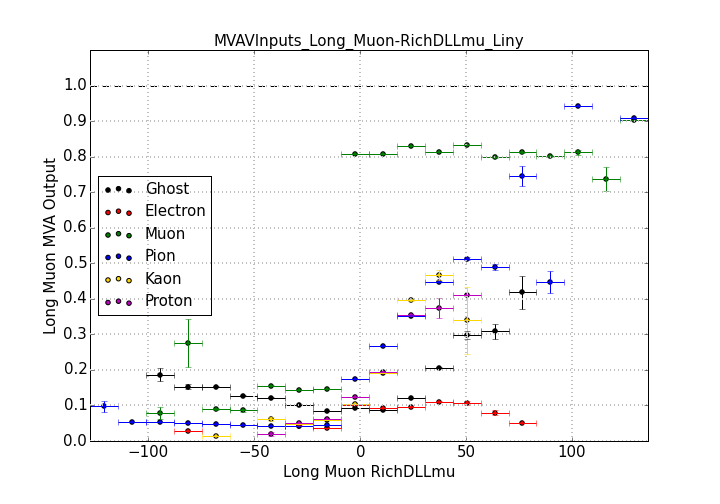 MVAVInputs_Long_Muon-RichDLLmu_Liny
1.0
0.9
0.8
0.7
0.6
0.5
0.4
0.3
0.2
0.1
0.0
Long Muon MVA Output
Ghost
Electron
Muon
Pion
Kaon
Proton
−100 −50 0 50 100
Long Muon RichDLLmu